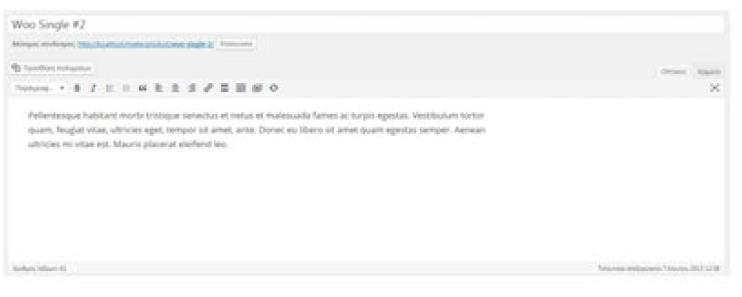 Woo Single #2
Μόνιμος σύνδεσμος: Επεξεργασία
Προσθήκη πολυμέσων
Οπτικός Κείμενο
Παράγραφος
Pellentesque habitant morbi tristique senectus et netus et malesuada fames ac turpis egestas. Vestibulum tortor
quam, feugiat vitae, ultricies eget, tempor sit amet, ante. Donec eu libero sit amet quam egestas semper. Aenean
ultricies mi vitae est. Mauris placerat eleifend leo.
Αριθμός λέξεων: 41
Τελευταία επεξεργασία 7 Ιουνίου 2013